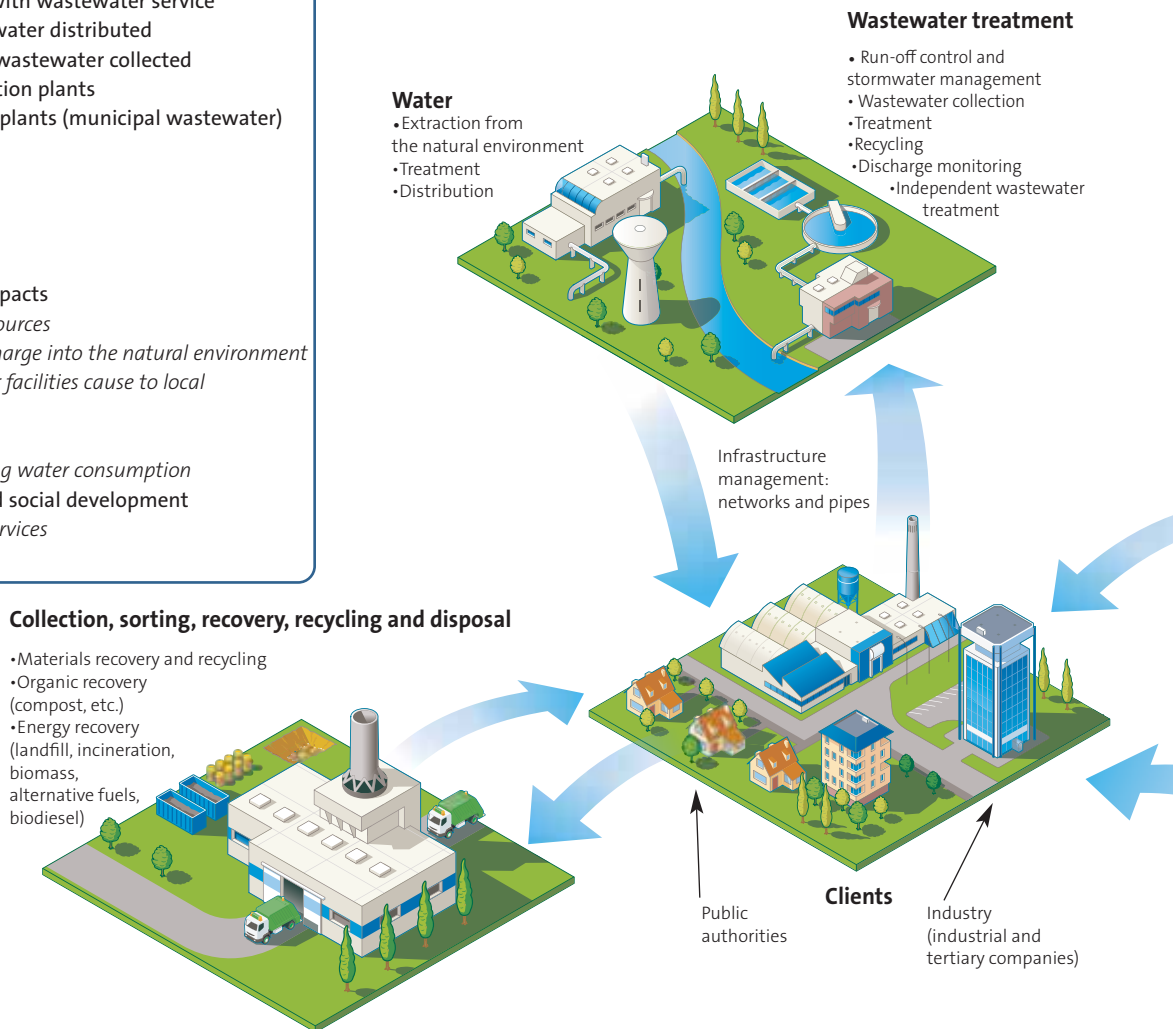 with wastewater service
water distributed
wastewater collected
tion plants
plants (municipal wastewater)
pacts
ources
harge into the natural environment
r facilities cause to local
g water consumption
l social development
rvices
Water
•Extraction from
the natural environment
•Treatment
•Distribution
Wastewater treatment
• Run-off control and
stormwater management
• Wastewater collection
•Treatment
•Recycling
•Discharge monitoring
•Independent wastewater
treatment
Infrastructure
management:
networks and pipes
Collection, sorting, recovery, recycling and disposal
•Materials recovery and recycling
•Organic recovery
(compost, etc.)
•Energy recovery
(landfill, incineration,
biomass,
alternative fuels,
biodiesel)
Clients
Public
authorities
Industry
(industrial and
tertiary companies)